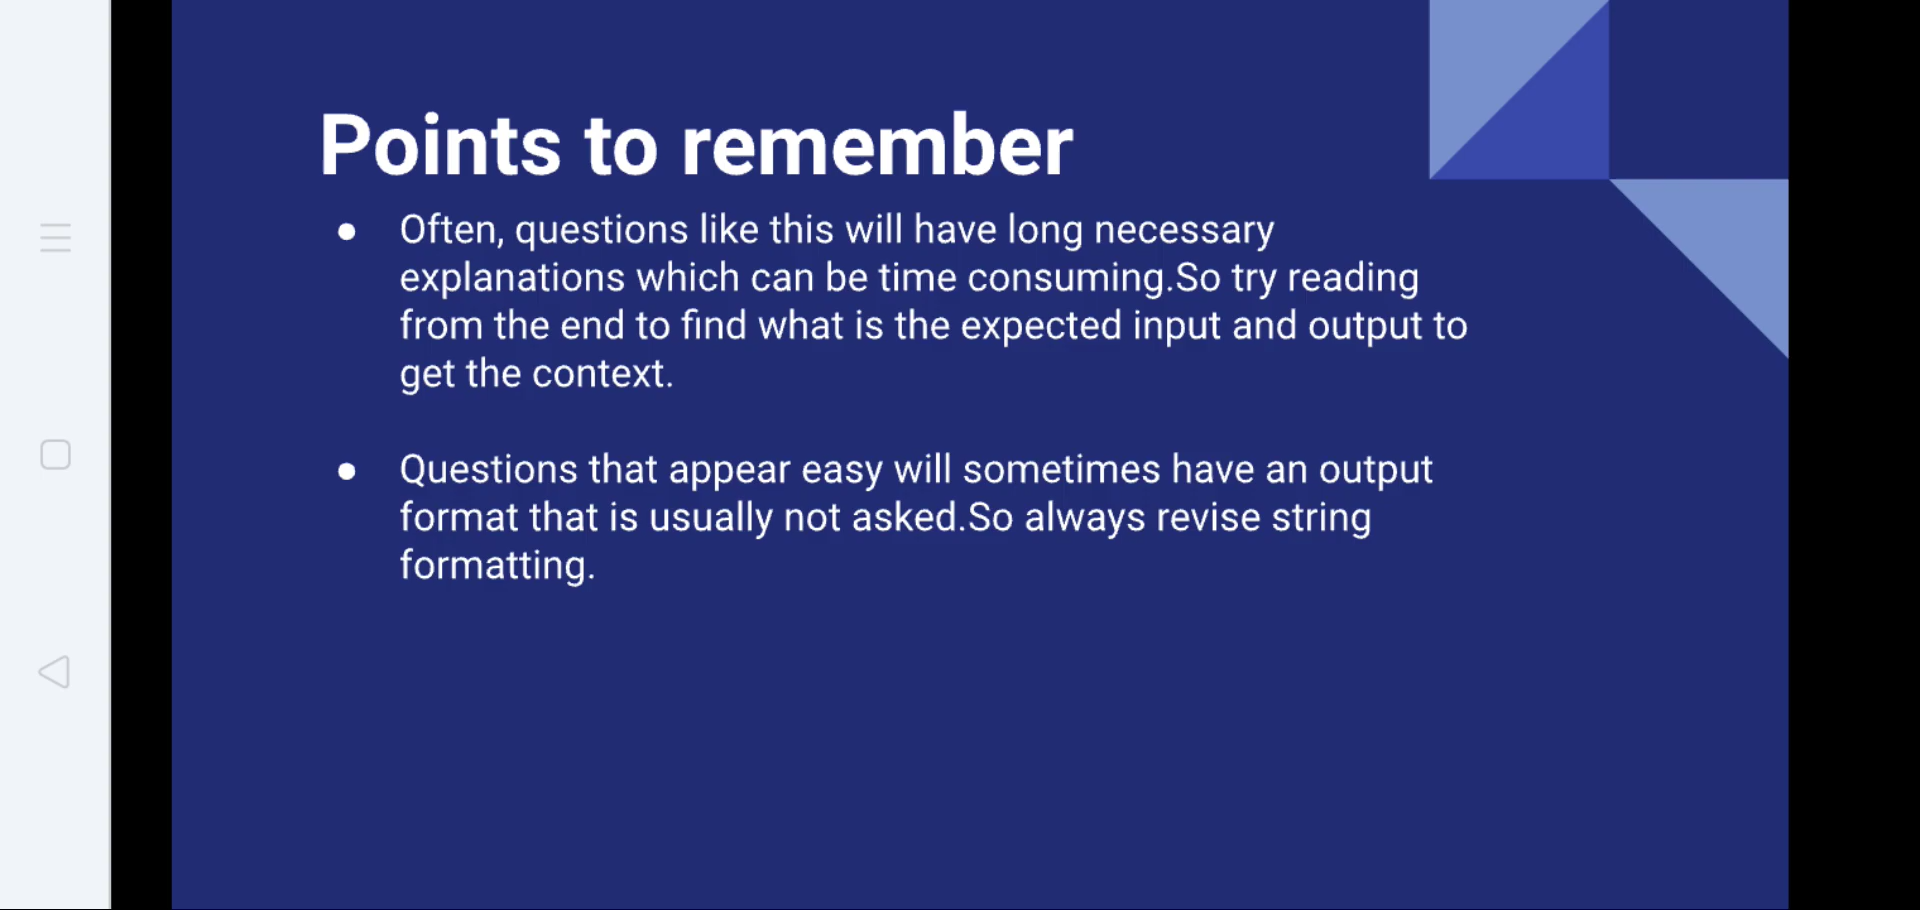 Points to remember
● Often, questions like this will have long necessary
explanations which can be time consuming.So try reading
from the end to find what is the expected input and output to
get the context.
● Questions that appear easy will sometimes have an output
format that is usually not asked.So always revise string
formatting.